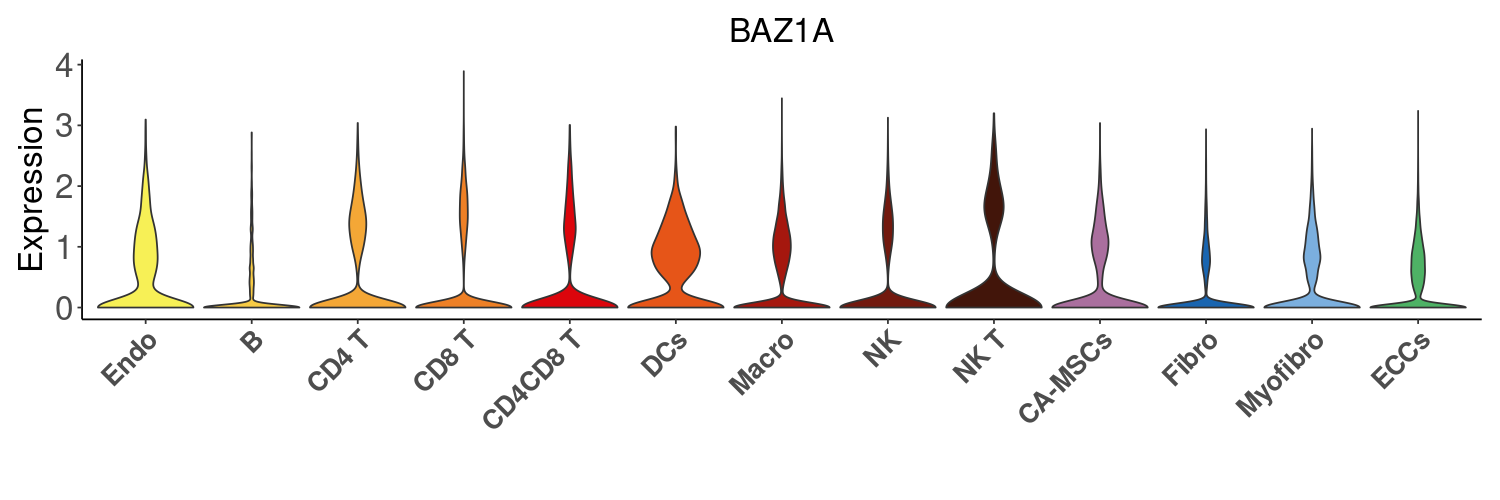 BAZ1A
Expression
4
3
2
1
0
Endo
B
CD4 T
CD8 T
CD4CD8 T
DCs
Macro
NK
NK T
CA-MSCs
Fibro
Myofibro
ECCs